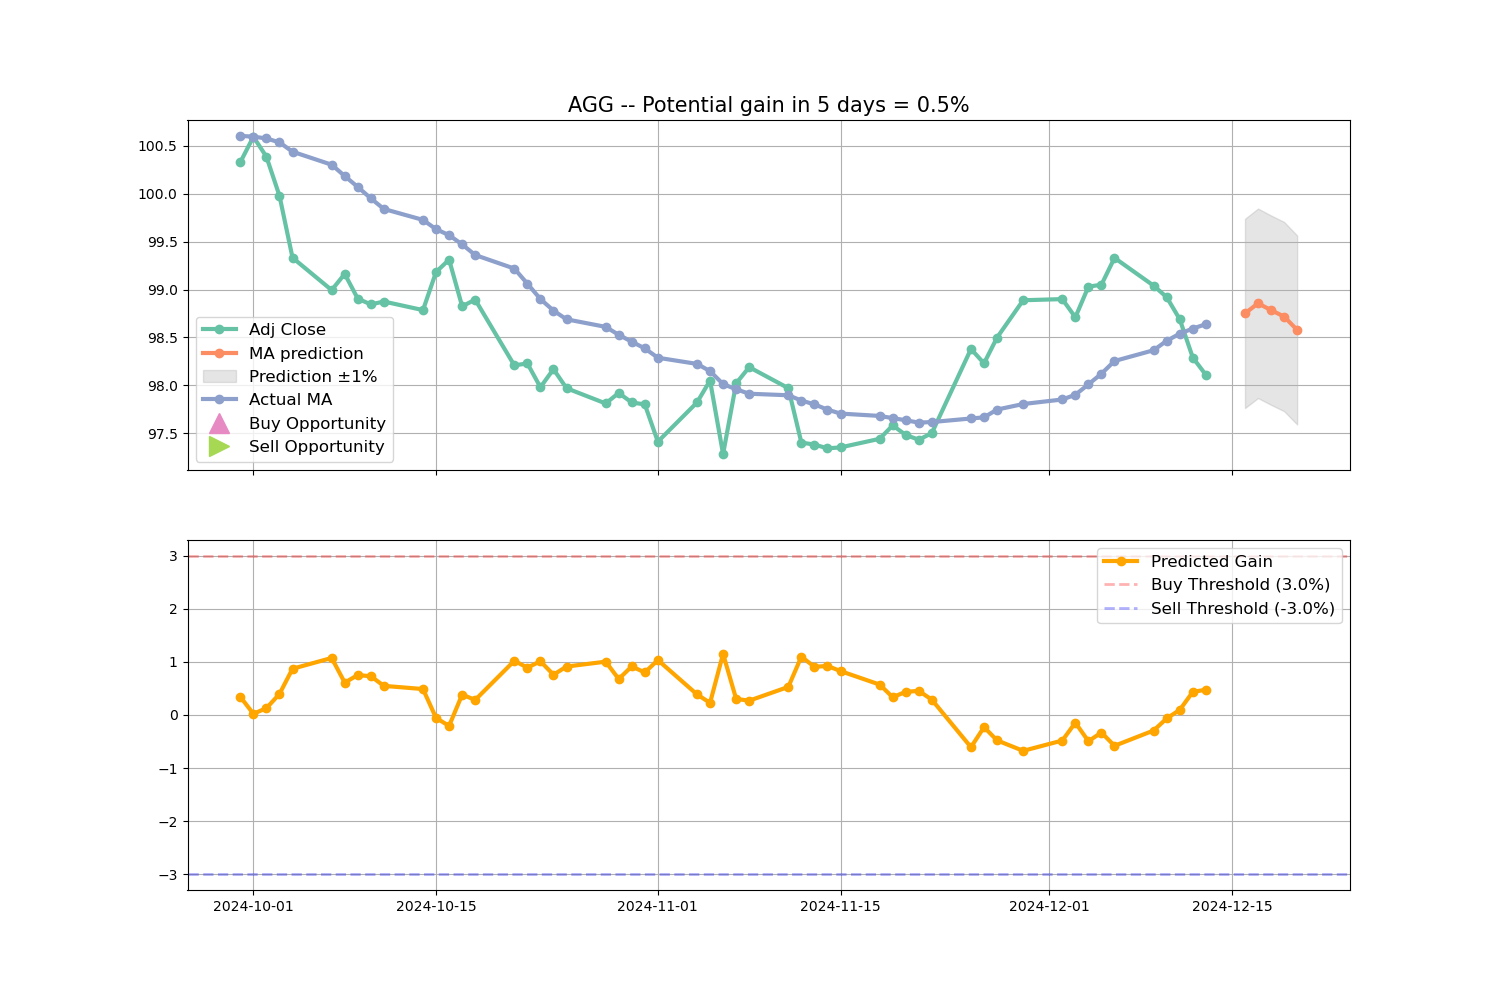 AGG -- Potential gain in 5 days = 0.5%
100.5
100.0
99.5
99.0
98.5
98.0
97.5
Adj Close
MA prediction
Prediction ±1%
Actual MA
Buy Opportunity
Sell Opportunity
3
2
1
0
−1
−2
−3
Predicted Gain
Buy Threshold (3.0%)
Sell Threshold (-3.0%)
2024-10-01 2024-10-15 2024-11-01 2024-11-15 2024-12-01 2024-12-15